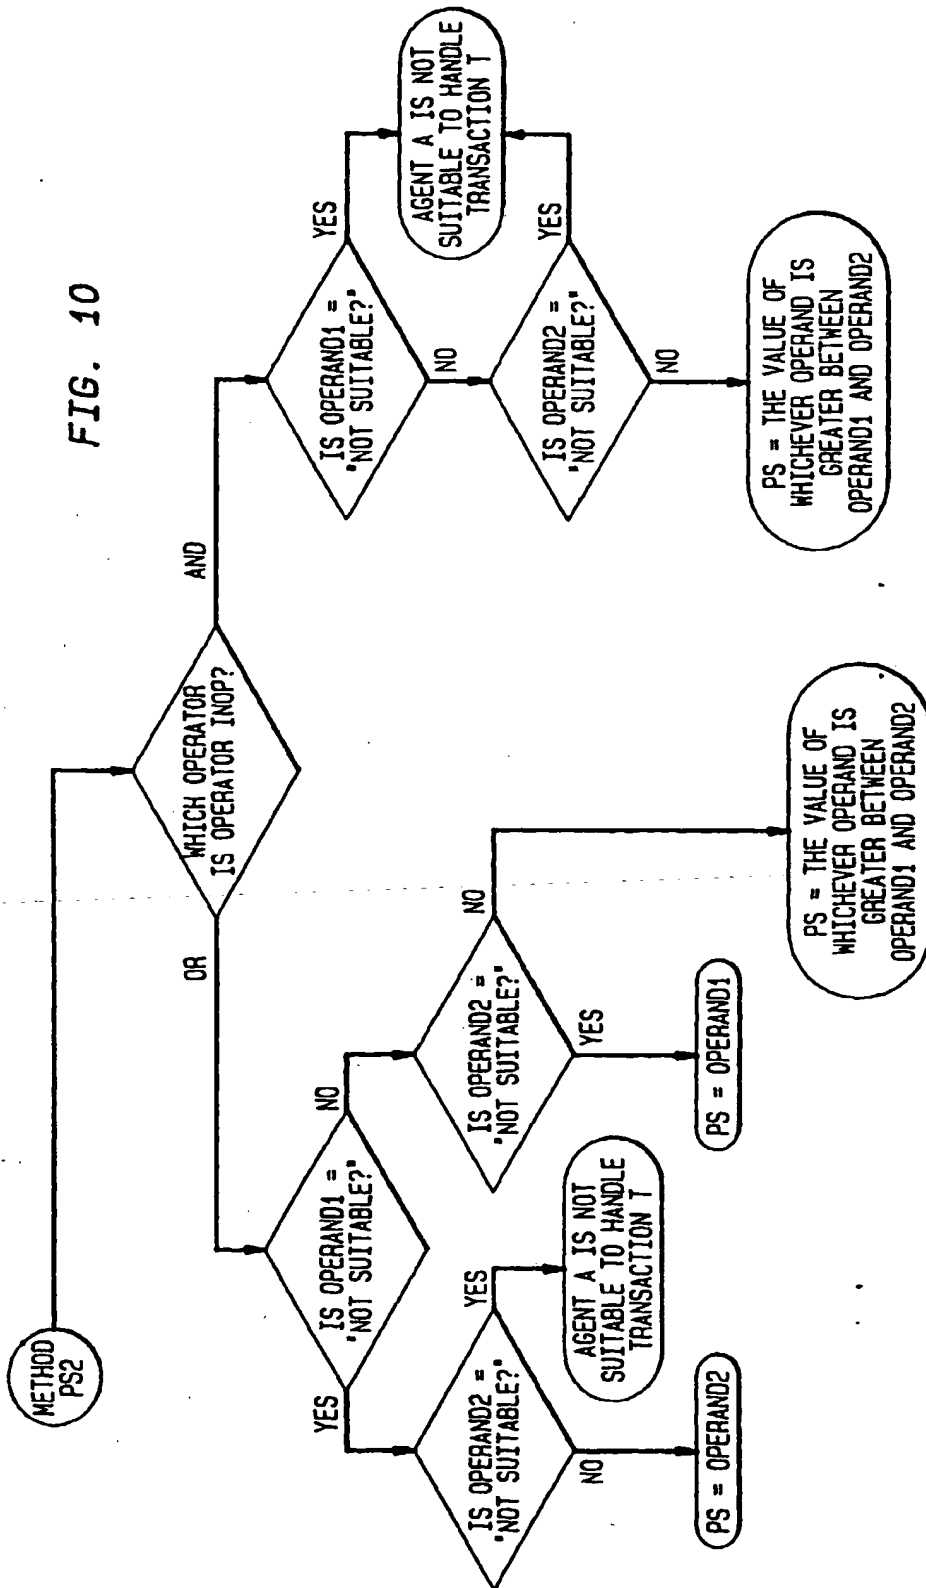 FIG. 10
METHOD
PS2
WHICH OPERATOR
IS OPERATOR INOP?
OR
AND
IS OPERAND1 =
"NOT SUITABLE?"
YES
NO
IS OPERAND2 =
"NOT SUITABLE?"
NO
PS = OPERAND2
YES
AGENT A IS NOT
SUITABLE TO HANDLE
TRANSACTION T
IS OPERAND2 =
"NOT SUITABLE?"
YES
PS = OPERAND1
NO
PS = THE VALUE OF
WHICHEVER OPERAND IS
GREATER BETWEEN
OPERAND1 AND OPERAND2
IS OPERAND1 =
"NOT SUITABLE?"
YES
AGENT A IS NOT
SUITABLE TO HANDLE
TRANSACTION T
NO
IS OPERAND2 =
"NOT SUITABLE?"
YES
NO
PS = THE VALUE OF
WHICHEVER OPERAND IS
GREATER BETWEEN
OPERAND1 AND OPERAND2